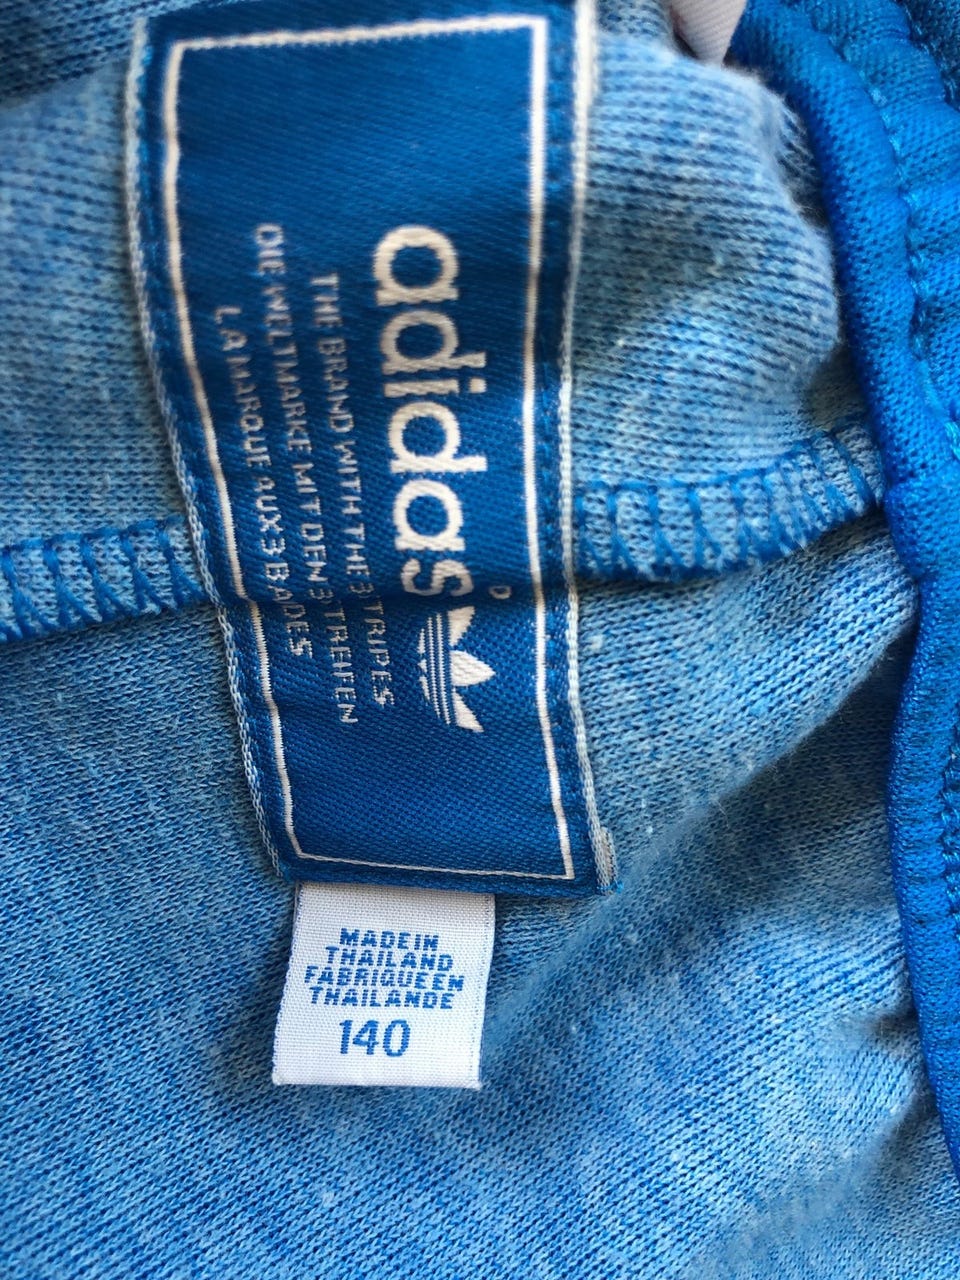 adidas
THE BRAND WITH THE 3 STRIPES
DIE WELTMARKE MIT DEN 3 STREIFEN
LA MARQUE AUX 3 BADES
MADE IN
THAILAND
FABRIQUE EN
THAILANDE
140